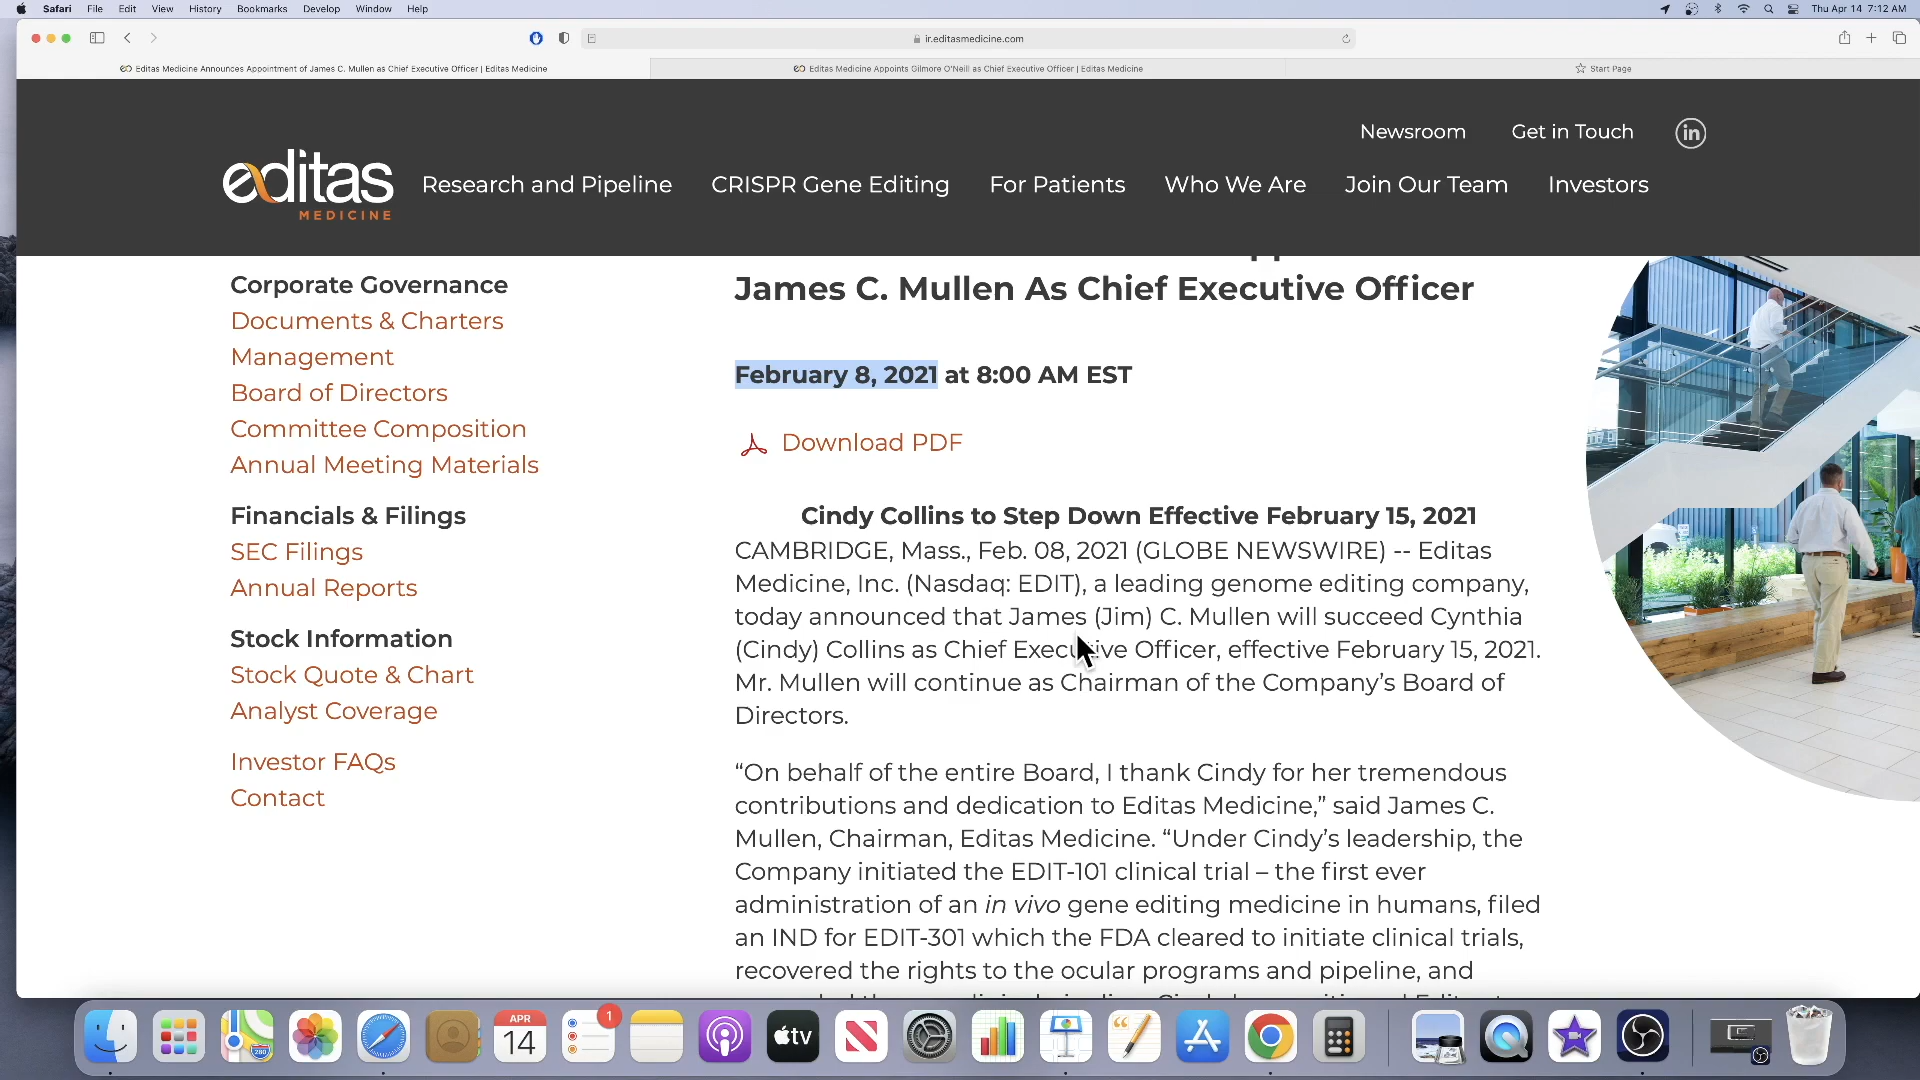 Safari File Edit View History Bookmarks Develop Window Help
Thu Apr 14 7:12 AM
ir.editasmedicine.com
Editas Medicine Announces Appointment of James C. Mullen as Chief Executive Officer | Editas Medicine
Editas Medicine Appoints Gilmore O'Neill as Chief Executive Officer | Editas Medicine
Start Page
Newsroom Get in Touch in
editas
MEDICINE
Research and Pipeline CRISPR Gene Editing For Patients Who We Are Join Our Team Investors
Corporate Governance
Documents & Charters
Management
Board of Directors
Committee Composition
Annual Meeting Materials
Financials & Filings
SEC Filings
Annual Reports
Stock Information
Stock Quote & Chart
Analyst Coverage
Investor FAQs
Contact
James C. Mullen As Chief Executive Officer
February 8, 2021 at 8:00 AM EST
Download PDF
Cindy Collins to Step Down Effective February 15, 2021
CAMBRIDGE, Mass., Feb. 08, 2021 (GLOBE NEWSWIRE) -- Editas
Medicine, Inc. (Nasdaq: EDIT), a leading genome editing company,
today announced that James (Jim) C. Mullen will succeed Cynthia
(Cindy) Collins as Chief Executive Officer, effective February 15, 2021.
Mr. Mullen will continue as Chairman of the Company’s Board of
Directors.
“On behalf of the entire Board, I thank Cindy for her tremendous
contributions and dedication to Editas Medicine,” said James C.
Mullen, Chairman, Editas Medicine. “Under Cindy’s leadership, the
Company initiated the EDIT-101 clinical trial – the first ever
administration of an in vivo gene editing medicine in humans, filed
an IND for EDIT-301 which the FDA cleared to initiate clinical trials,
recovered the rights to the ocular programs and pipeline, and
280
APR
14
1
tv